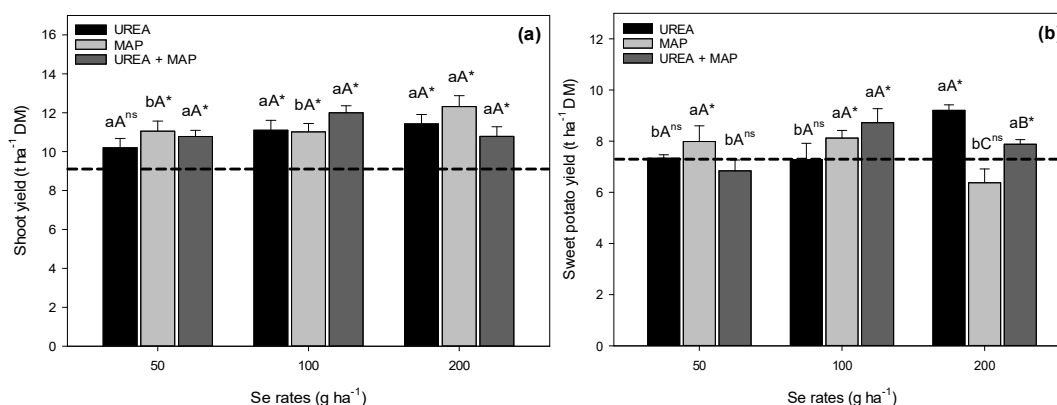 (a)
UREA
MAP
UREA + MAP
Shoot yield (t ha⁻¹ DM)
16
14
12
10
8
6
4
2
0
aAⁿˢ bA* aA*
aA* bA* aA*
aA* aA* aA*
50 100 200
Se rates (g ha⁻¹)
(b)
UREA
MAP
UREA + MAP
Sweet potato yield (t ha⁻¹ DM)
12
10
8
6
4
2
0
bAⁿˢ aA* bAⁿˢ
bAⁿˢ aA* aA*
aA* bCⁿˢ aB*
50 100 200
Se rates (g ha⁻¹)